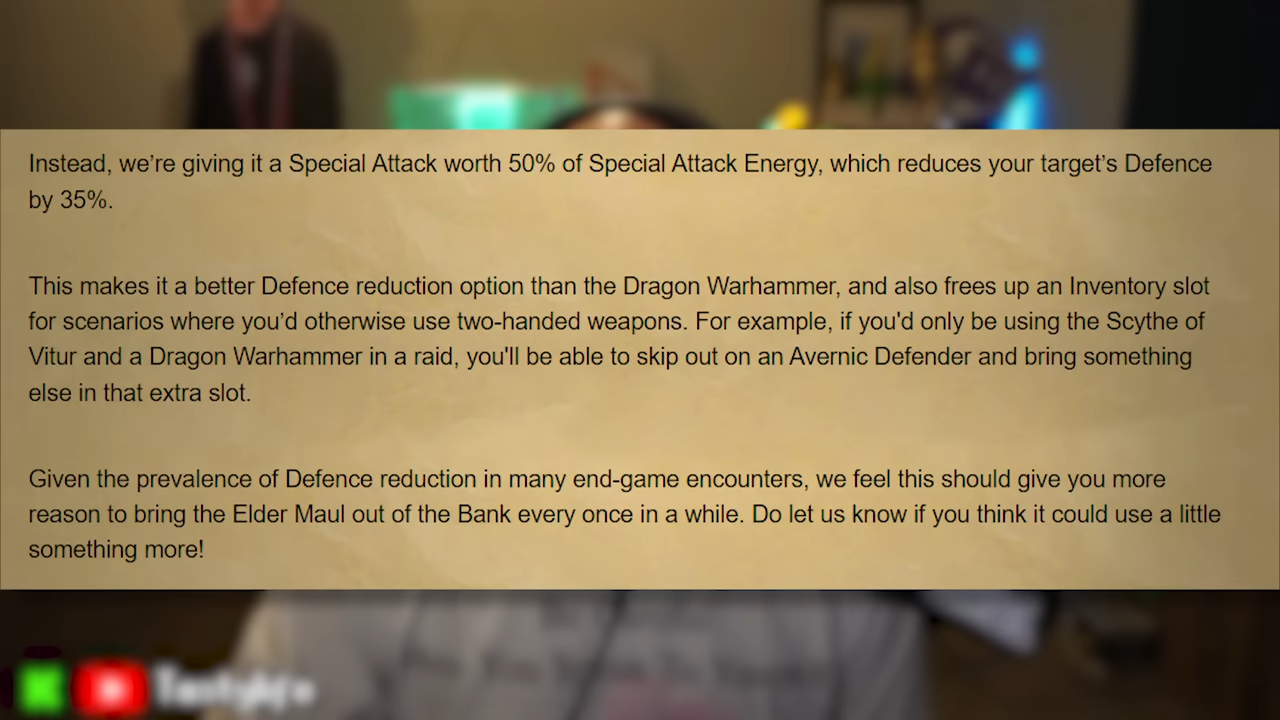 Instead, we’re giving it a Special Attack worth 50% of Special Attack Energy, which reduces your target’s Defence
by 35%.
This makes it a better Defence reduction option than the Dragon Warhammer, and also frees up an Inventory slot
for scenarios where you’d otherwise use two-handed weapons. For example, if you'd only be using the Scythe of
Vitur and a Dragon Warhammer in a raid, you'll be able to skip out on an Avernic Defender and bring something
else in that extra slot.
Given the prevalence of Defence reduction in many end-game encounters, we feel this should give you more
reason to bring the Elder Maul out of the Bank every once in a while. Do let us know if you think it could use a little
something more!